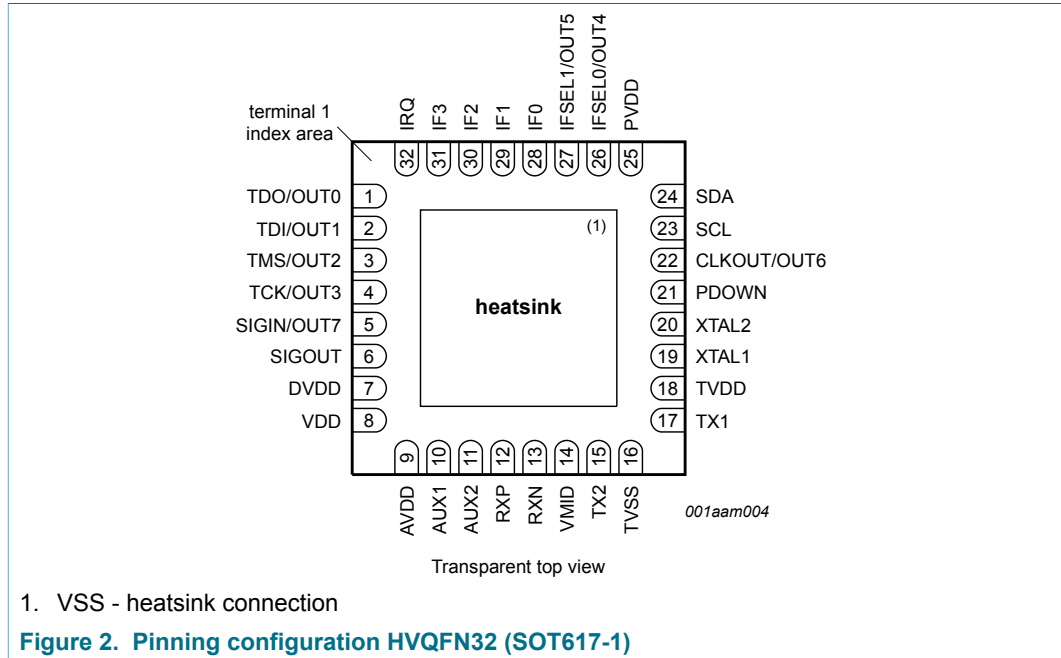 terminal 1
index area
IRQ
IF3
IF2
IF1
IF0
IFSEL1/OUT5
IFSEL0/OUT4
PVDD
32
31
30
29
28
27
26
25
TDO/OUT0 1
TDI/OUT1 2
TMS/OUT2 3
TCK/OUT3 4
SIGIN/OUT7 5
SIGOUT 6
DVDD 7
VDD 8
(1)
heatsink
24 SDA
23 SCL
22 CLKOUT/OUT6
21 PDOWN
20 XTAL2
19 XTAL1
18 TVDD
17 TX1
9
10
11
12
13
14
15
16
AVDD
AUX1
AUX2
RXP
RXN
VMID
TX2
TVSS
001aam004
Transparent top view
1. VSS - heatsink connection
Figure 2. Pinning configuration HVQFN32 (SOT617-1)